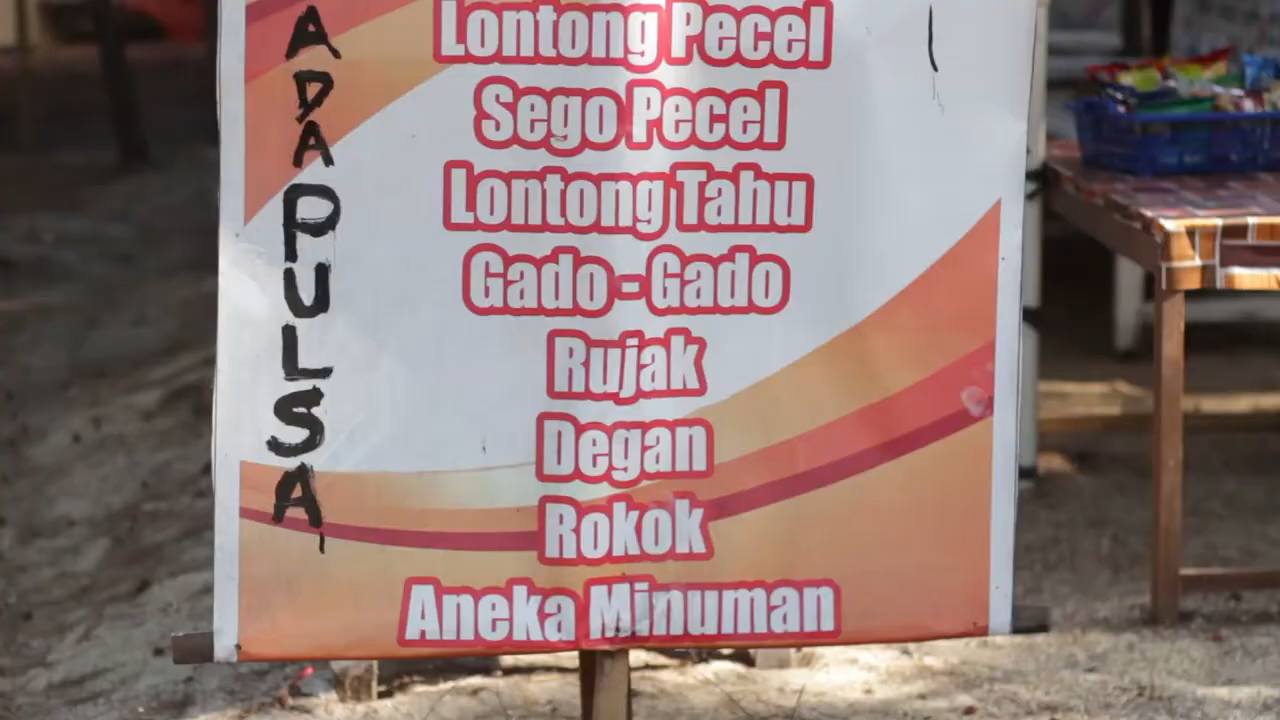 Lontong Pecel
Sego Pecel
Lontong Tahu
Gado - Gado
Rujak
Degan
Rokok
Aneka Minuman
ADA PULSA